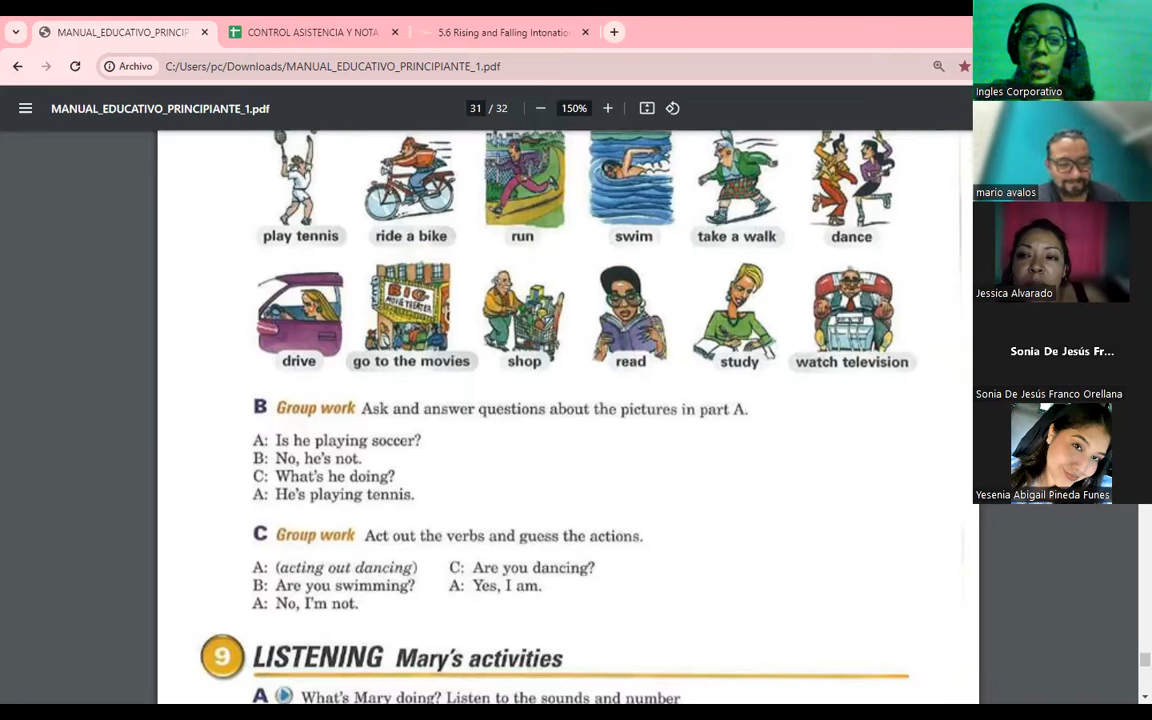 MANUAL_EDUCATIVO_PRINCIP
CONTROL ASISTENCIA Y NOTA
5.6 Rising and Falling Intonatio
Archivo
C:/Users/pc/Downloads/MANUAL_EDUCATIVO_PRINCIPIANTE_1.pdf
MANUAL_EDUCATIVO_PRINCIPIANTE_1.pdf
31 / 32
150%
play tennis
ride a bike
run
swim
take a walk
dance
BIG
MOVIE THEATER
drive
go to the movies
shop
read
study
watch television
B Group work Ask and answer questions about the pictures in part A.
A: Is he playing soccer?
B: No, he's not.
C: What's he doing?
A: He's playing tennis.
C Group work Act out the verbs and guess the actions.
A: (acting out dancing)
B: Are you swimming?
A: No, I'm not.
C: Are you dancing?
A: Yes, I am.
9 LISTENING Mary's activities
A What's Mary doing? Listen to the sounds and number
Ingles Corporativo
mario avalos
Jessica Alvarado
Sonia De Jesús Fr...
Sonia De Jesús Franco Orellana
Yesenia Abigail Pineda Funes